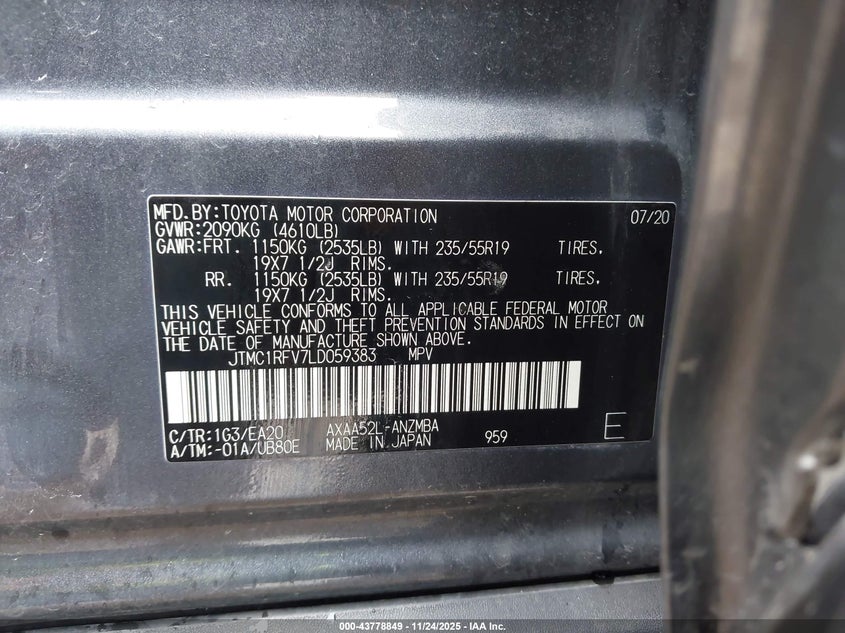 MFD.BY:TOYOTA MOTOR CORPORATION 07/20
GVWR:2090KG (4610LB)
GAWR:FRT. 1150KG (2535LB) WITH 235/55R19 TIRES,
19X7 1/2J RIMS.
RR. 1150KG (2535LB) WITH 235/55R19 TIRES,
19X7 1/2J RIMS.
THIS VEHICLE CONFORMS TO ALL APPLICABLE FEDERAL MOTOR
VEHICLE SAFETY AND THEFT PREVENTION STANDARDS IN EFFECT ON
THE DATE OF MANUFACTURE SHOWN ABOVE.
JTMC1RFV7LD059383 MPV
C/TR:1G3/EA20 AXAA52L-ANZMBA
A/TM:-01A/UB80E MADE IN JAPAN 959 E
000-43778849 - 11/24/2025 - IAA Inc.